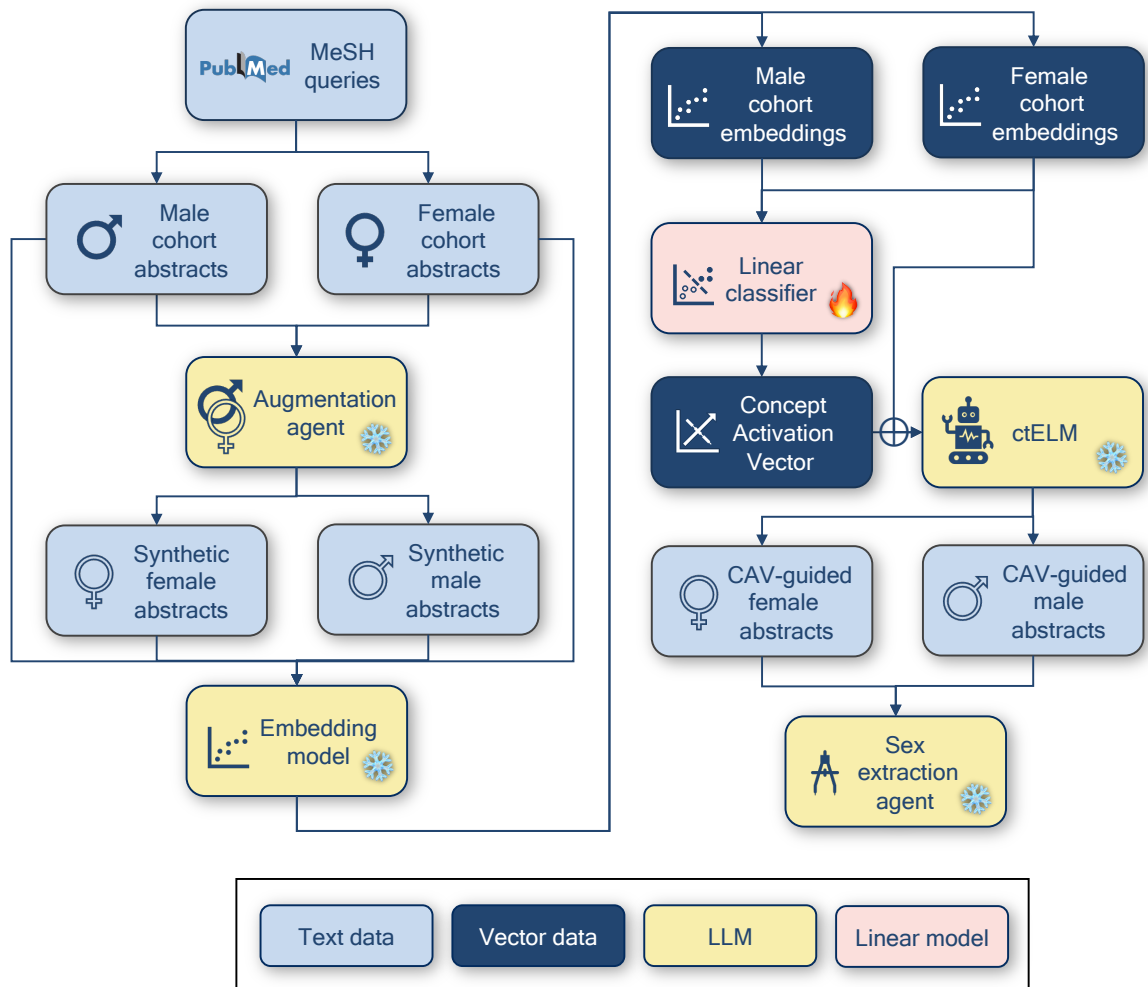 PubMed
MeSH
queries
Male
cohort
abstracts
Female
cohort
abstracts
Augmentation
agent
Synthetic
female
abstracts
Synthetic
male
abstracts
Embedding
model
Male
cohort
embeddings
Female
cohort
embeddings
Linear
classifier
Concept
Activation
Vector
ctELM
CAV-guided
female
abstracts
CAV-guided
male
abstracts
Sex
extraction
agent
Text data
Vector data
LLM
Linear model